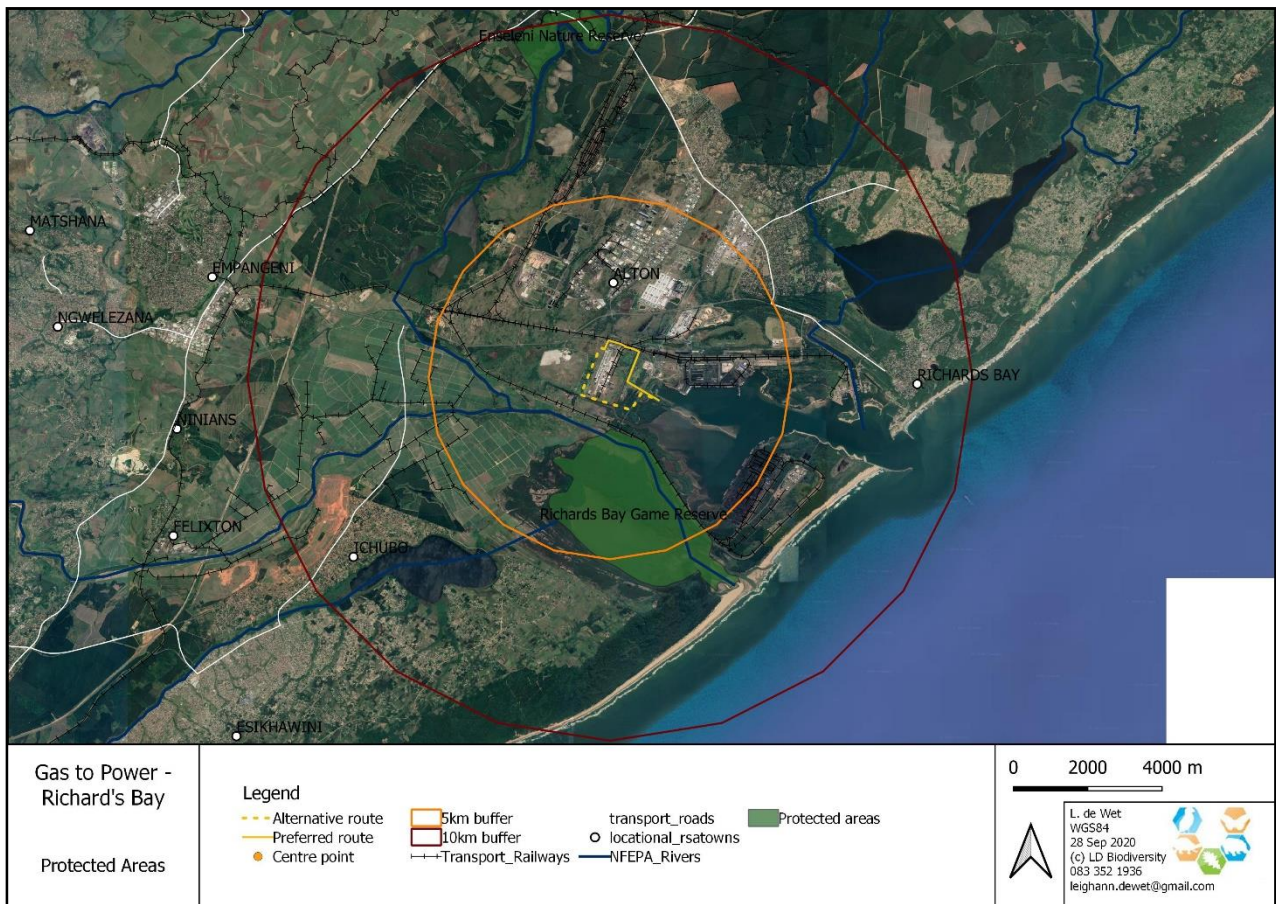 Enseleni Nature Reserve
MATSHANA
EMPANGENI
ALTON
NGWELEZANA
RICHARDS BAY
NINIANS
Richards Bay Game Reserve
FELIXTON
ICHUBO
ESIKHAWINI
Gas to Power -
Richard's Bay
Protected Areas
Legend
Alternative route
Preferred route
Centre point
5km buffer
10km buffer
Transport_Railways
transport_roads
locational_rsatowns
NFEPA_Rivers
Protected areas
0 2000 4000 m
L. de Wet
WGS84
28 Sep 2020
(c) LD Biodiversity
083 352 1936
leighann.dewet@gmail.com